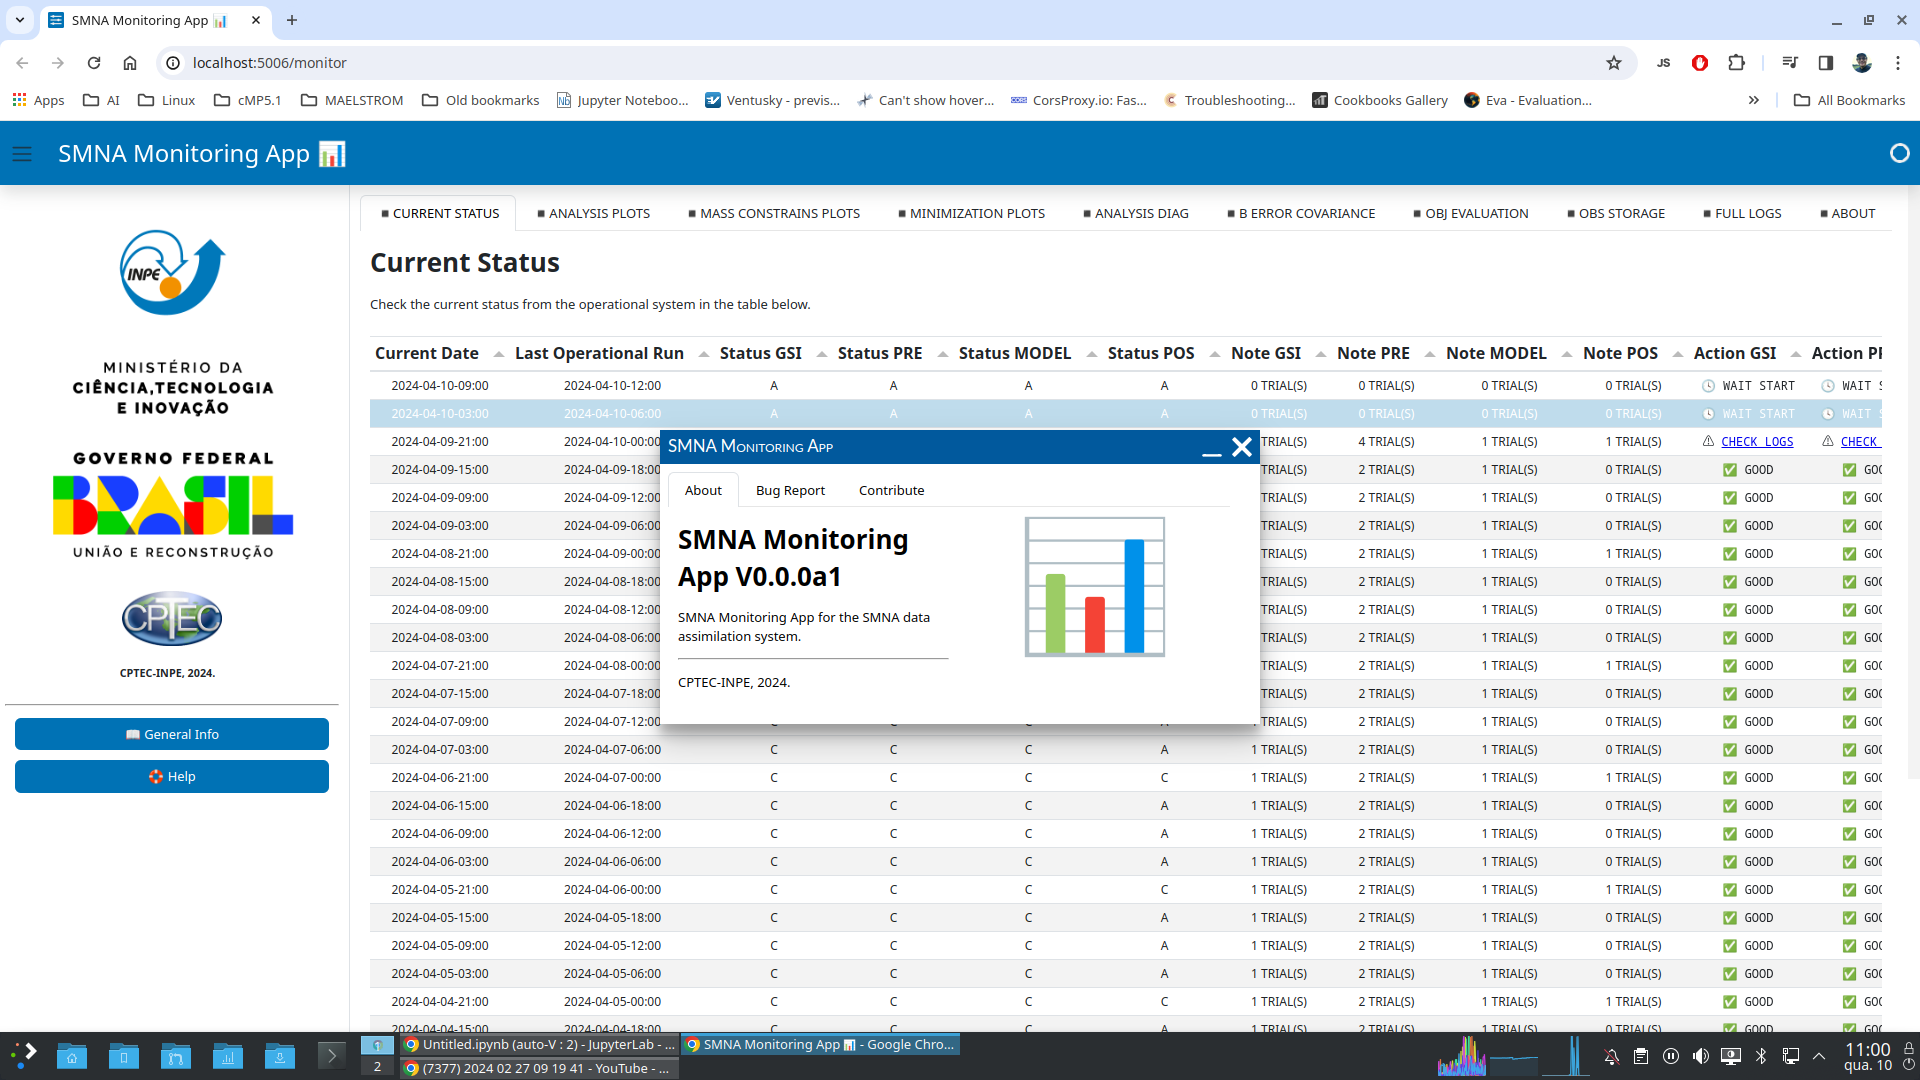 SMNA Monitoring App 📊
localhost:5006/monitor
JS
Apps AI Linux cMP5.1 MAELSTROM Old bookmarks Jupyter Noteboo... Ventusky - previs... Can't show hover... CorsProxy.io: Fas... Troubleshooting... Cookbooks Gallery Eva - Evaluation... » All Bookmarks
SMNA Monitoring App 📊
INPE
MINISTÉRIO DA
CIÊNCIA,TECNOLOGIA
E INOVAÇÃO
GOVERNO FEDERAL
BRASIL
UNIÃO E RECONSTRUÇÃO
CPTEC
CPTEC-INPE, 2024.
📖 General Info
🛟 Help
◾ CURRENT STATUS ◾ ANALYSIS PLOTS ◾ MASS CONSTRAINS PLOTS ◾ MINIMIZATION PLOTS ◾ ANALYSIS DIAG ◾ B ERROR COVARIANCE ◾ OBJ EVALUATION ◾ OBS STORAGE ◾ FULL LOGS ◾ ABOUT
Current Status
Check the current status from the operational system in the table below.
Current Date Last Operational Run Status GSI Status PRE Status MODEL Status POS Note GSI Note PRE Note MODEL Note POS Action GSI Action
2024-04-10-09:00 2024-04-10-12:00 A A A A 0 TRIAL(S) 0 TRIAL(S) 0 TRIAL(S) 0 TRIAL(S) 🕓 WAIT START 🕓 WAIT
2024-04-10-03:00 2024-04-10-06:00 A A A A 0 TRIAL(S) 0 TRIAL(S) 0 TRIAL(S) 0 TRIAL(S) 🕓 WAIT START 🕓 WAIT
2024-04-09-21:00 2024-04-10-00:00 4 TRIAL(S) 1 TRIAL(S) 1 TRIAL(S) ⚠ CHECK LOGS ⚠ CHECK
2024-04-09-15:00 2024-04-09-18:00 1 TRIAL(S) 2 TRIAL(S) 1 TRIAL(S) 0 TRIAL(S) ✅ GOOD ✅
2024-04-09-09:00 2024-04-09-12:00 1 TRIAL(S) 2 TRIAL(S) 1 TRIAL(S) 0 TRIAL(S) ✅ GOOD ✅
2024-04-09-03:00 2024-04-09-06:00 1 TRIAL(S) 2 TRIAL(S) 1 TRIAL(S) 0 TRIAL(S) ✅ GOOD ✅
2024-04-08-21:00 2024-04-09-00:00 1 TRIAL(S) 2 TRIAL(S) 1 TRIAL(S) 1 TRIAL(S) ✅ GOOD ✅
2024-04-08-15:00 2024-04-08-18:00 1 TRIAL(S) 2 TRIAL(S) 1 TRIAL(S) 0 TRIAL(S) ✅ GOOD ✅
2024-04-08-09:00 2024-04-08-12:00 1 TRIAL(S) 2 TRIAL(S) 1 TRIAL(S) 0 TRIAL(S) ✅ GOOD ✅
2024-04-08-03:00 2024-04-08-06:00 1 TRIAL(S) 2 TRIAL(S) 1 TRIAL(S) 0 TRIAL(S) ✅ GOOD ✅
2024-04-07-21:00 2024-04-08-00:00 1 TRIAL(S) 2 TRIAL(S) 1 TRIAL(S) 1 TRIAL(S) ✅ GOOD ✅
2024-04-07-15:00 2024-04-07-18:00 1 TRIAL(S) 2 TRIAL(S) 1 TRIAL(S) 0 TRIAL(S) ✅ GOOD ✅
2024-04-07-09:00 2024-04-07-12:00 C C C A 1 TRIAL(S) 2 TRIAL(S) 1 TRIAL(S) 0 TRIAL(S) ✅ GOOD ✅
2024-04-07-03:00 2024-04-07-06:00 C C C A 1 TRIAL(S) 2 TRIAL(S) 1 TRIAL(S) 0 TRIAL(S) ✅ GOOD ✅
2024-04-06-21:00 2024-04-07-00:00 C C C C 1 TRIAL(S) 2 TRIAL(S) 1 TRIAL(S) 1 TRIAL(S) ✅ GOOD ✅
2024-04-06-15:00 2024-04-06-18:00 C C C A 1 TRIAL(S) 2 TRIAL(S) 1 TRIAL(S) 0 TRIAL(S) ✅ GOOD ✅
2024-04-06-09:00 2024-04-06-12:00 C C C A 1 TRIAL(S) 2 TRIAL(S) 1 TRIAL(S) 0 TRIAL(S) ✅ GOOD ✅
2024-04-06-03:00 2024-04-06-06:00 C C C A 1 TRIAL(S) 2 TRIAL(S) 1 TRIAL(S) 0 TRIAL(S) ✅ GOOD ✅
2024-04-05-21:00 2024-04-06-00:00 C C C C 1 TRIAL(S) 2 TRIAL(S) 1 TRIAL(S) 1 TRIAL(S) ✅ GOOD ✅
2024-04-05-15:00 2024-04-05-18:00 C C C A 1 TRIAL(S) 2 TRIAL(S) 1 TRIAL(S) 0 TRIAL(S) ✅ GOOD ✅
2024-04-05-09:00 2024-04-05-12:00 C C C A 1 TRIAL(S) 2 TRIAL(S) 1 TRIAL(S) 0 TRIAL(S) ✅ GOOD ✅
2024-04-05-03:00 2024-04-05-06:00 C C C A 1 TRIAL(S) 2 TRIAL(S) 1 TRIAL(S) 0 TRIAL(S) ✅ GOOD ✅
2024-04-04-21:00 2024-04-05-00:00 C C C C 1 TRIAL(S) 2 TRIAL(S) 1 TRIAL(S) 1 TRIAL(S) ✅ GOOD ✅
2024-04-04-15:00 2024-04-04-18:00 C C C A 1 TRIAL(S) 2 TRIAL(S) 1 TRIAL(S) 0 TRIAL(S) ✅ GOOD ✅
SMNA Monitoring App
About Bug Report Contribute
SMNA Monitoring
App V0.0.0a1
SMNA Monitoring App for the SMNA data
assimilation system.
CPTEC-INPE, 2024.
2
Untitled.ipynb (auto-V : 2) - JupyterLab - ...
(7377) 2024 02 27 09 19 41 - YouTube - ...
SMNA Monitoring App 📊 - Google Chro...
11:00
qua. 10